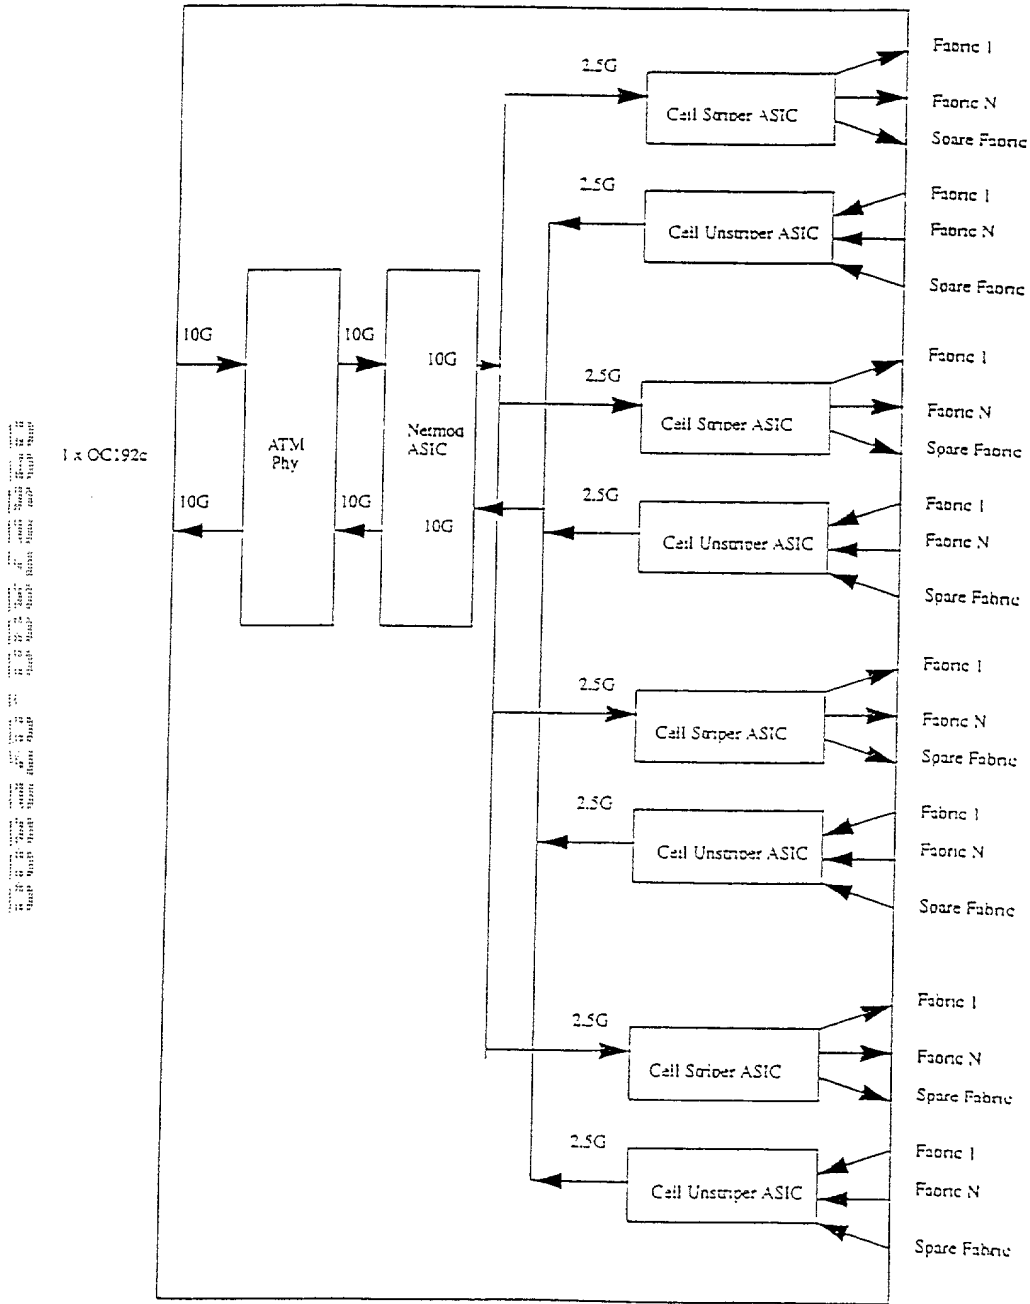 Fabric 1
2.5G
Cell Striper ASIC
Fabric N
Spare Fabric
2.5G
Fabric 1
Cell Unstriper ASIC
Fabric N
Spare Fabric
10G
10G
10G
Fabric 1
2.5G
Fabric N
Cell Striper ASIC
Netmod
ASIC
ATM
Phy
1 x OC192c
Spare Fabric
10G
10G
10G
2.5G
Fabric 1
Cell Unstriper ASIC
Fabric N
Spare Fabric
Fabric 1
2.5G
Fabric N
Cell Striper ASIC
Spare Fabric
2.5G
Fabric 1
Cell Unstriper ASIC
Fabric N
Spare Fabric
Fabric 1
2.5G
Fabric N
Cell Striper ASIC
Spare Fabric
2.5G
Fabric 1
Cell Unstriper ASIC
Fabric N
Spare Fabric